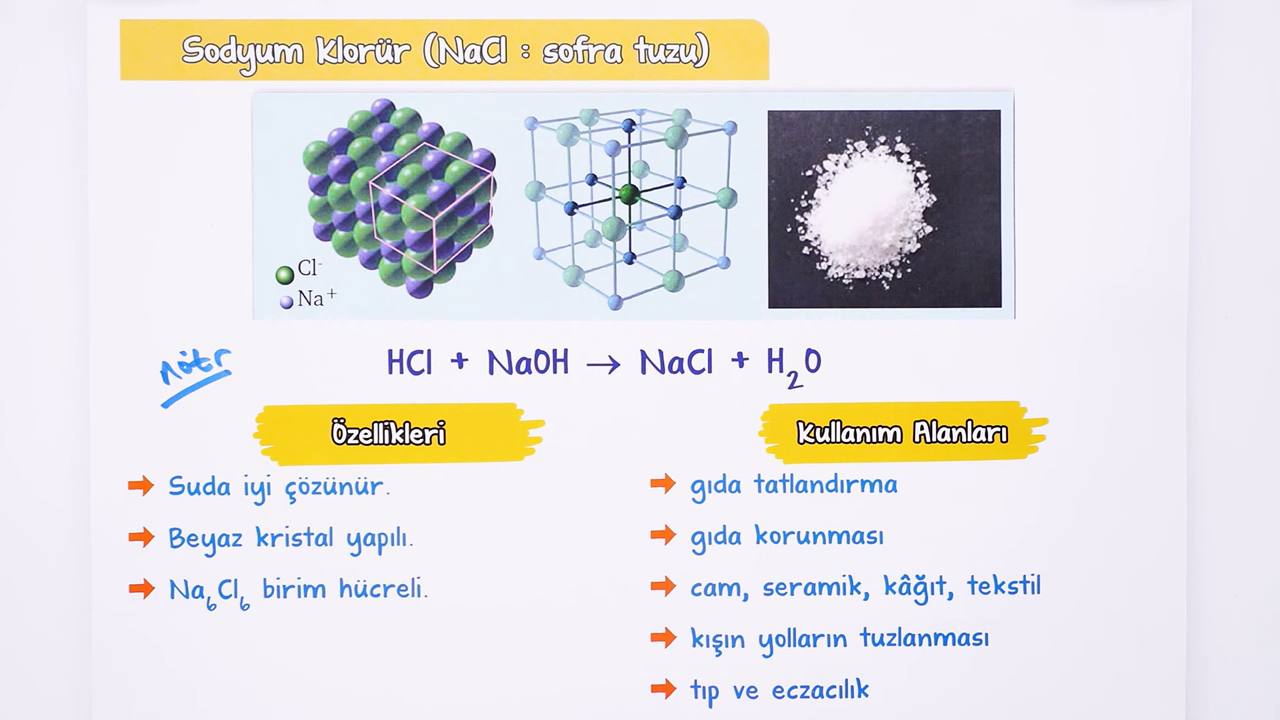 Sodyum Klorür (NaCl : sofra tuzu)
Cl⁻
Na⁺
nötr
HCl + NaOH → NaCl + H₂O
Özellikleri
Suda iyi çözünür.
Beyaz kristal yapılı.
Na₆Cl₆ birim hücreli.
Kullanım Alanları
gıda tatlandırma
gıda korunması
cam, seramik, kâğıt, tekstil
kışın yolların tuzlanması
tıp ve eczacılık